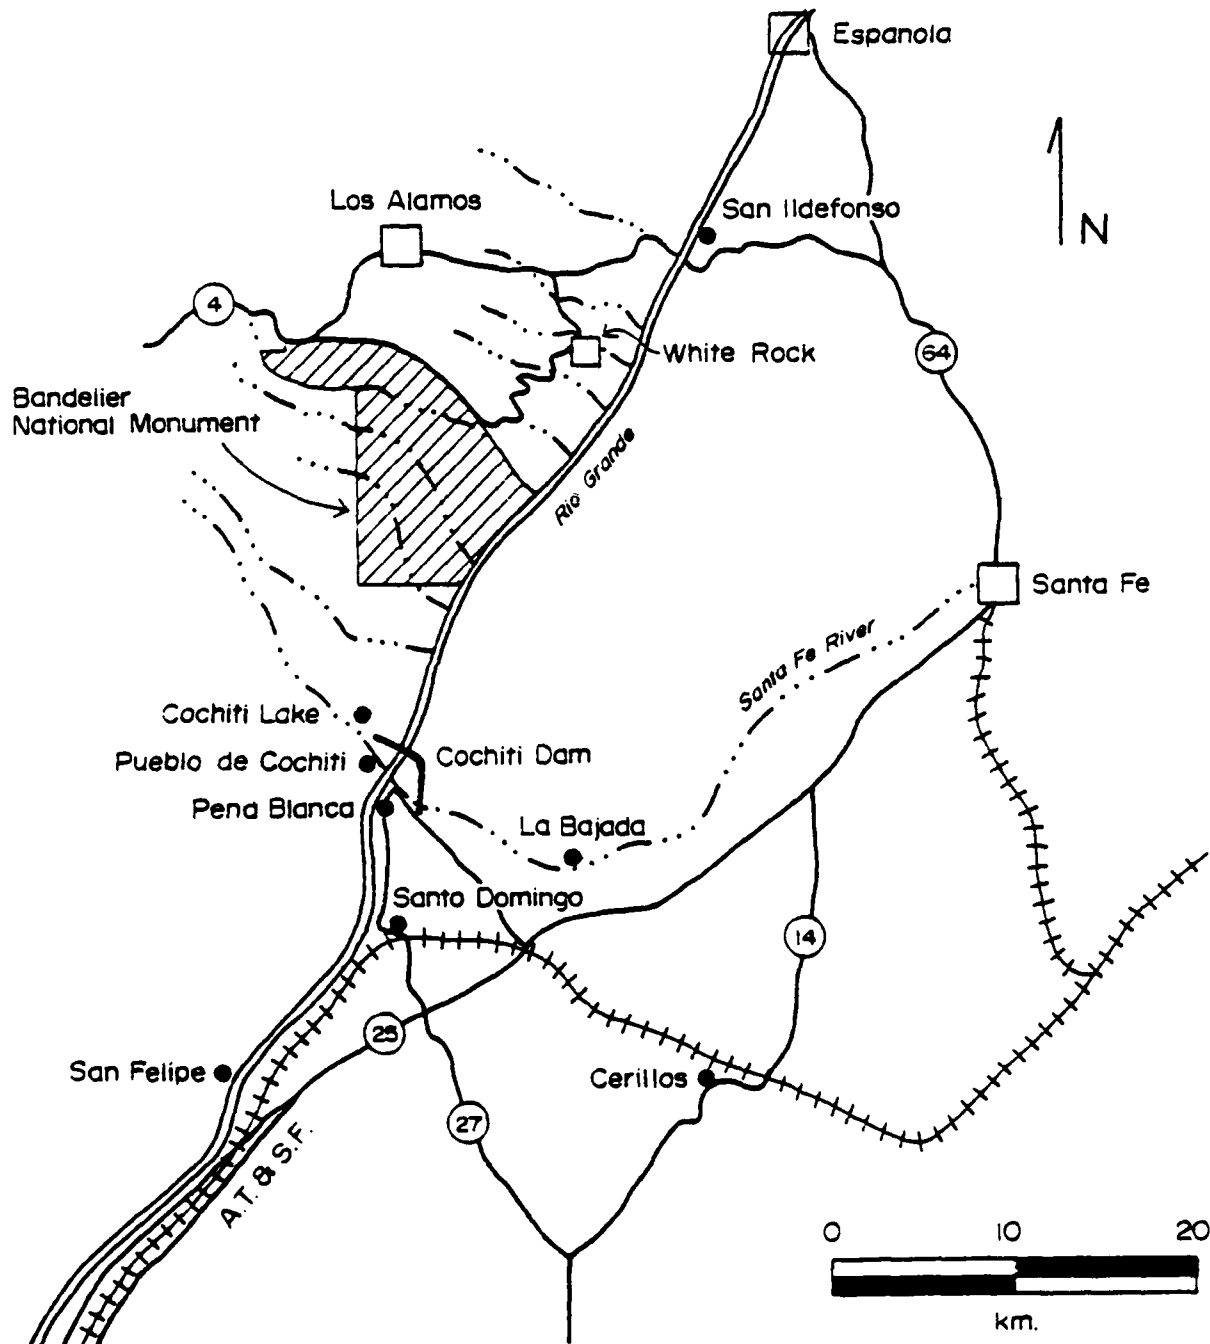 Espanola
N
Los Alamos
San Ildefonso
4
White Rock
64
Bandelier
National Monument
Rio Grande
Santa Fe
Santa Fe River
Cochiti Lake
Cochiti Dam
Pueblo de Cochiti
Pena Blanca
La Bajada
Santo Domingo
14
25
San Felipe
Cerillos
27
A.T. & S.F.
0 10 20
km.